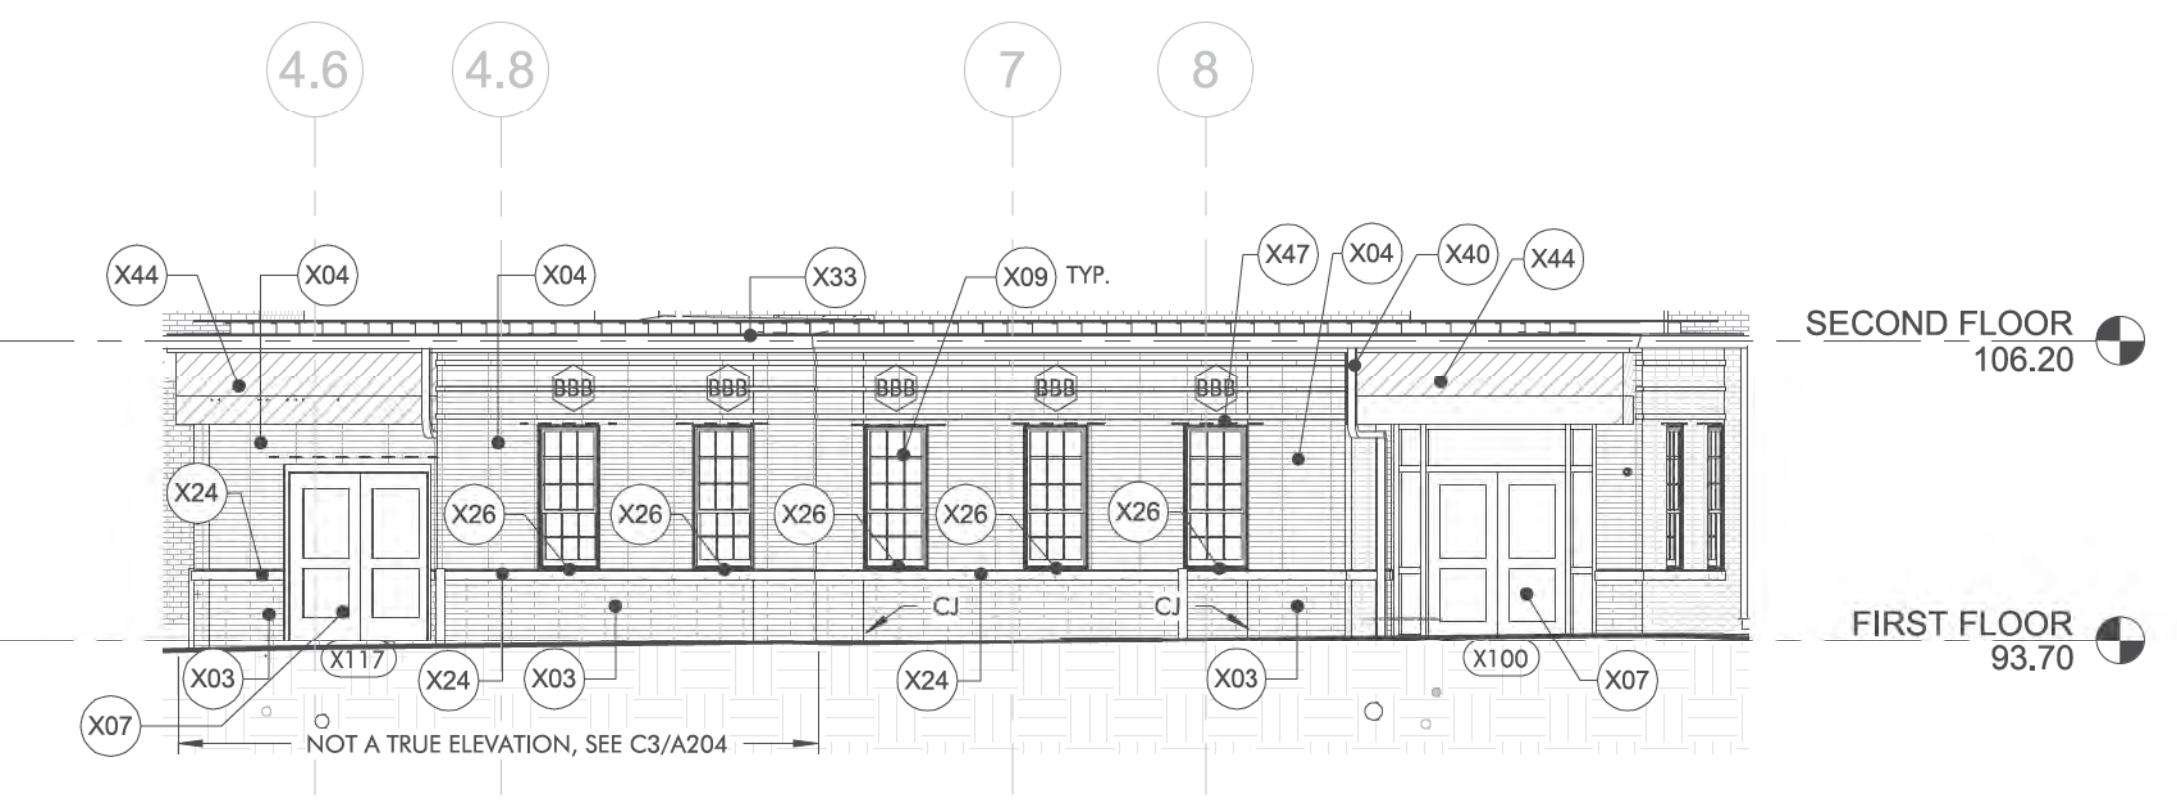 4.6
4.8
7
8
X44
X04
X04
X33
X09 TYP.
X47
X04
X40
X44
SECOND FLOOR
106.20
BBB
BBB
BBB
BBB
BBB
X24
X26
X26
X26
X26
X26
CJ
CJ
FIRST FLOOR
93.70
X03
X117
X24
X03
X24
X03
X100
X07
X07
NOT A TRUE ELEVATION, SEE C3/A204